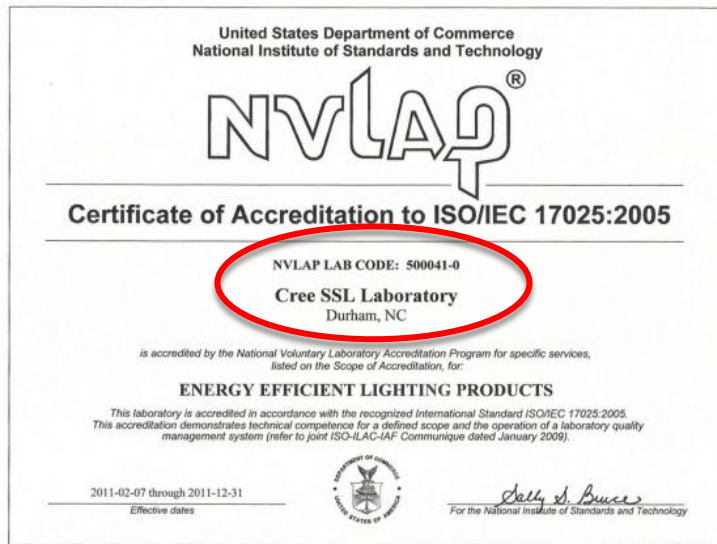 United States Department of Commerce
National Institute of Standards and Technology
NVLAP®
Certificate of Accreditation to ISO/IEC 17025:2005
NVLAP LAB CODE: 500041-0
Cree SSL Laboratory
Durham, NC
is accredited by the National Voluntary Laboratory Accreditation Program for specific services,
listed on the Scope of Accreditation, for:
ENERGY EFFICIENT LIGHTING PRODUCTS
This laboratory is accredited in accordance with the recognized International Standard ISO/IEC 17025:2005.
This accreditation demonstrates technical competence for a defined scope and the operation of a laboratory quality
management system (refer to joint ISO-ILAC-IAF Communique dated January 2009).
DEPARTMENT OF COMMERCE
UNITED STATES OF AMERICA
2011-02-07 through 2011-12-31
Effective dates
Sally S. Bruce
For the National Institute of Standards and Technology